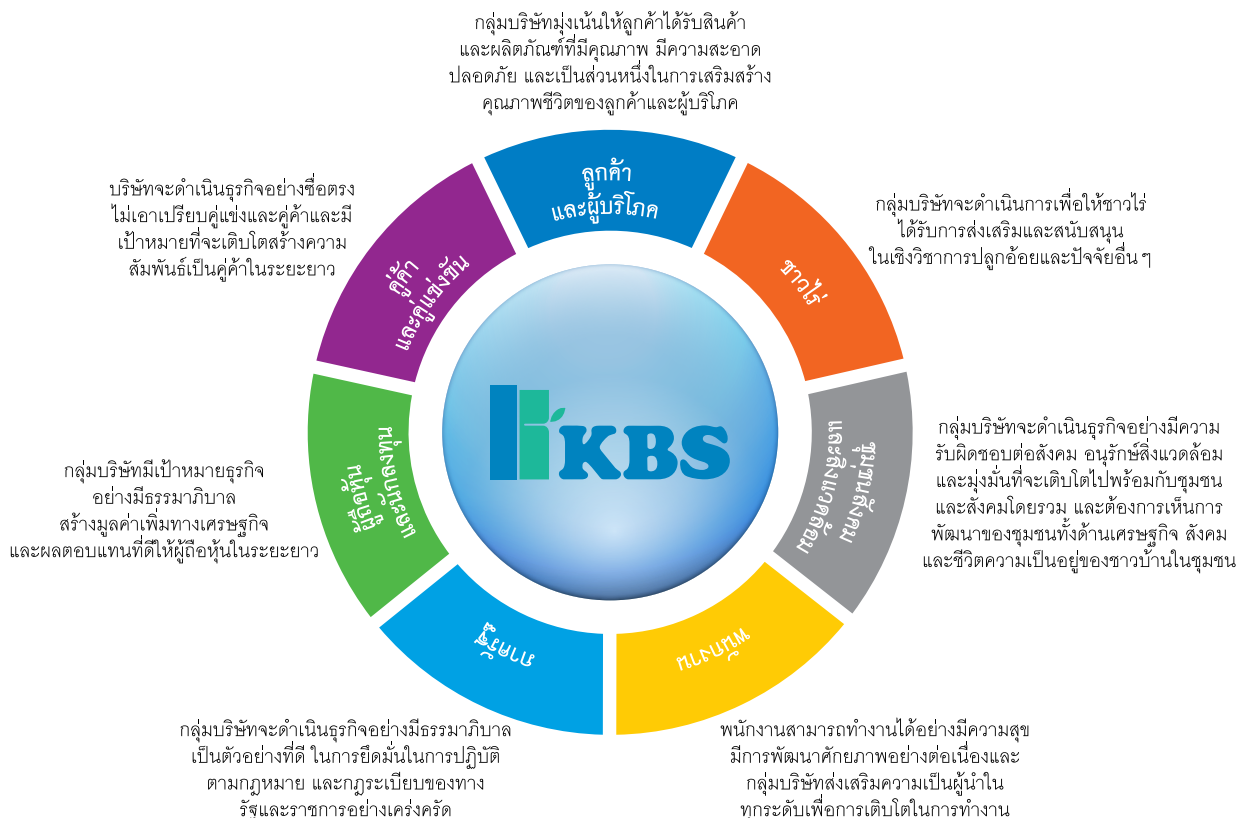 กลุ่มบริษัทมุ่งเน้นให้ลูกค้าได้รับสินค้า
และผลิตภัณฑ์ที่มีคุณภาพ มีความสะอาด
ปลอดภัย และเป็นส่วนหนึ่งในการเสริมสร้าง
คุณภาพชีวิตของลูกค้าและผู้บริโภค
ลูกค้า
และผู้บริโภค
กลุ่มบริษัทจะดำเนินการเพื่อให้ชาวไร่
ได้รับการส่งเสริมและสนับสนุน
ในเชิงวิชาการปลูกอ้อยและปัจจัยอื่นๆ
ชาวไร่
กลุ่มบริษัทจะดำเนินธุรกิจอย่างมีความ
รับผิดชอบต่อสังคม อนุรักษ์สิ่งแวดล้อม
และมุ่งมั่นที่จะเติบโตไปพร้อมกับชุมชน
และสังคมโดยรวม และต้องการเห็นการ
พัฒนาของชุมชนทั้งด้านเศรษฐกิจ สังคม
และชีวิตความเป็นอยู่ของชาวบ้านในชุมชน
ชุมชนสังคม
และสิ่งแวดล้อม
พนักงานสามารถทำงานได้อย่างมีความสุข
มีการพัฒนาศักยภาพอย่างต่อเนื่องและ
กลุ่มบริษัทส่งเสริมความเป็นผู้นำใน
ทุกระดับเพื่อการเติบโตในการทำงาน
พนักงาน
กลุ่มบริษัทจะดำเนินธุรกิจอย่างมีธรรมาภิบาล
เป็นตัวอย่างที่ดี ในการยึดมั่นในการปฏิบัติ
ตามกฎหมาย และกฎระเบียบของทาง
รัฐและราชการอย่างเคร่งครัด
ภาครัฐ
กลุ่มบริษัทมีเป้าหมายธุรกิจ
อย่างมีธรรมาภิบาล
สร้างมูลค่าเพิ่มทางเศรษฐกิจ
และผลตอบแทนที่ดีให้ผู้ถือหุ้นในระยะยาว
ผู้ถือหุ้น
และนักลงทุน
บริษัทจะดำเนินธุรกิจอย่างซื่อตรง
ไม่เอาเปรียบคู่แข่งและคู่ค้าและมี
เป้าหมายที่จะเติบโตสร้างความ
สัมพันธ์เป็นคู่ค้าในระยะยาว
คู่ค้า
และคู่แข่งขัน
KBS